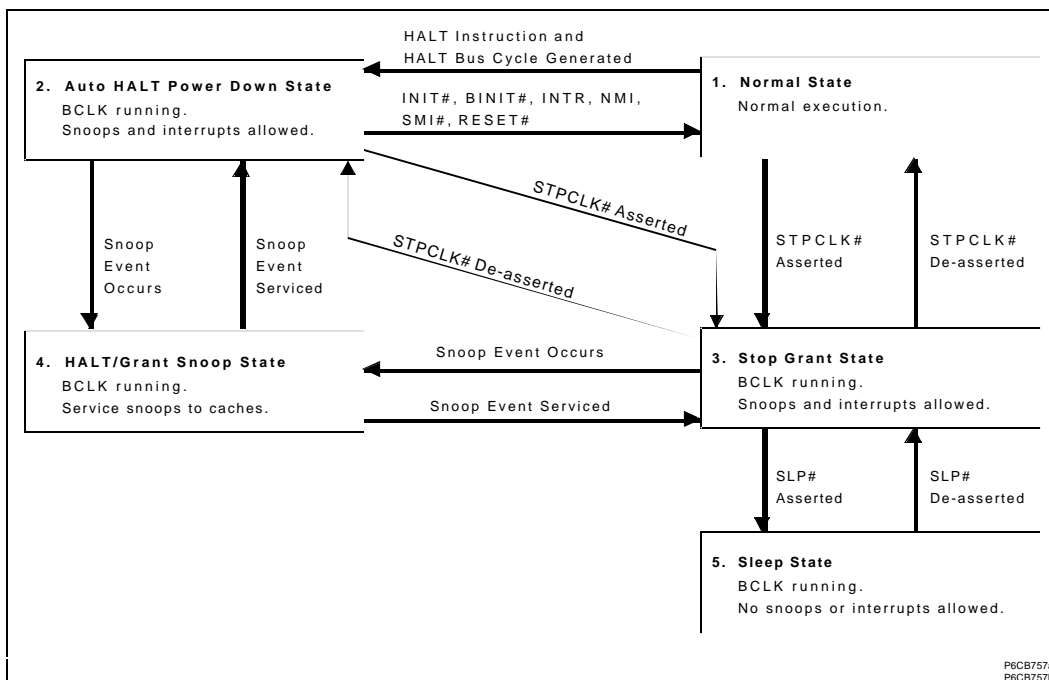 HALT Instruction and
HALT Bus Cycle Generated
2. Auto HALT Power Down State
BCLK running.
Snoops and interrupts allowed.
INIT#, BINIT#, INTR, NMI,
SMI#, RESET#
1. Normal State
Normal execution.
STPCLK# Asserted
STPCLK# De-asserted
Snoop
Event
Occurs
Snoop
Event
Serviced
STPCLK#
Asserted
STPCLK#
De-asserted
4. HALT/Grant Snoop State
BCLK running.
Service snoops to caches.
Snoop Event Occurs
Snoop Event Serviced
3. Stop Grant State
BCLK running.
Snoops and interrupts allowed.
SLP#
Asserted
SLP#
De-asserted
5. Sleep State
BCLK running.
No snoops or interrupts allowed.